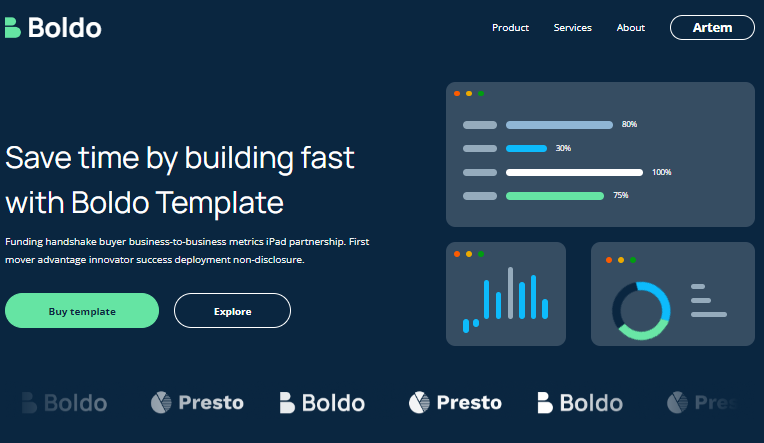 Boldo
Product
Services
About
Artem
80%
30%
100%
75%
Save time by building fast
with Boldo Template
Funding handshake buyer business-to-business metrics iPad partnership. First
mover advantage innovator success deployment non-disclosure.
Buy template
Explore
Boldo
Presto
Boldo
Presto
Boldo
Pres